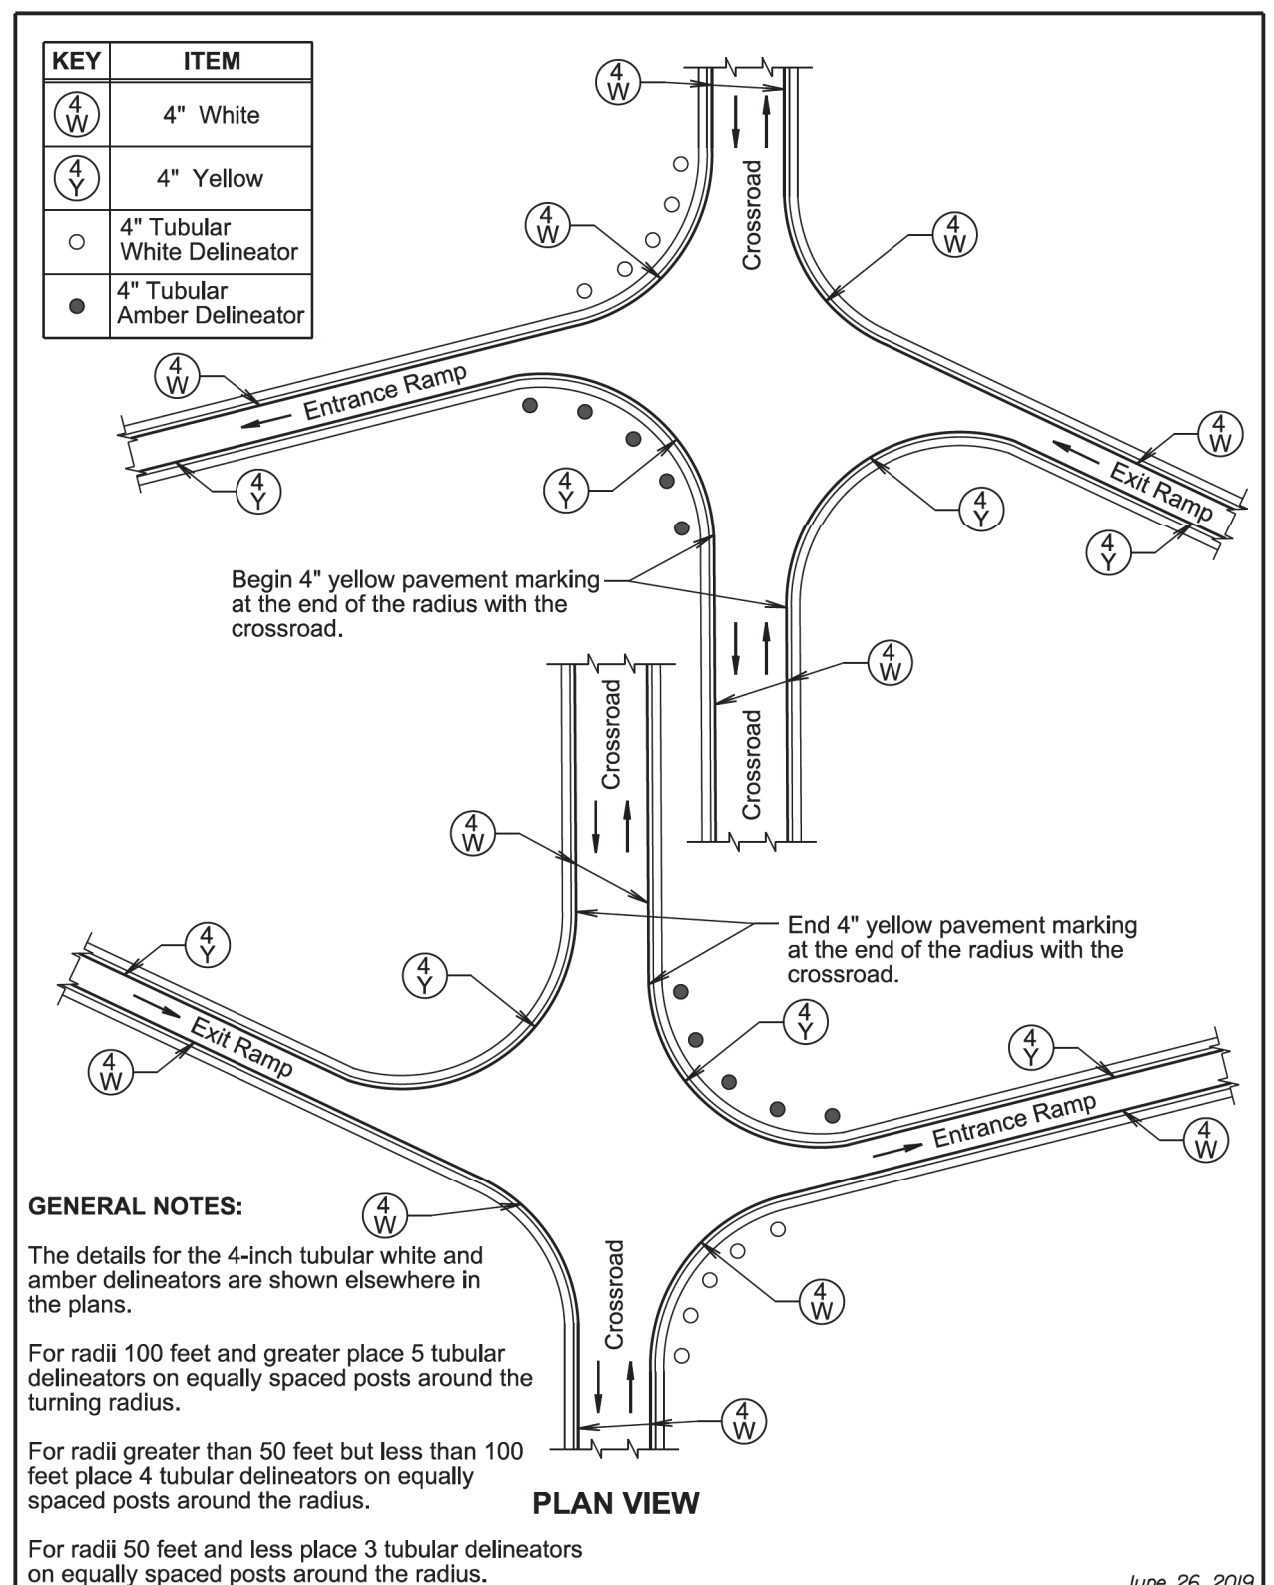 KEY ITEM
4 W 4" White
4 Y 4" Yellow
4" Tubular
White Delineator
4" Tubular
Amber Delineator
4
W
Crossroad
4
W
4
W
4
W
Entrance Ramp
4
W
Exit Ramp
4
Y
4
Y
4
Y
4
Y
Begin 4" yellow pavement marking
at the end of the radius with the
crossroad.
4
W
Crossroad
Crossroad
4
W
End 4" yellow pavement marking
at the end of the radius with the
crossroad.
4
Y
4
Y
4
Y
4
Y
Exit Ramp
4
W
Entrance Ramp
4
W
4
W
4
W
Crossroad
4
W
GENERAL NOTES:
The details for the 4-inch tubular white and
amber delineators are shown elsewhere in
the plans.
For radii 100 feet and greater place 5 tubular
delineators on equally spaced posts around the
turning radius.
For radii greater than 50 feet but less than 100
feet place 4 tubular delineators on equally
spaced posts around the radius.
For radii 50 feet and less place 3 tubular delineators
on equally spaced posts around the radius.
PLAN VIEW
June 26, 2019